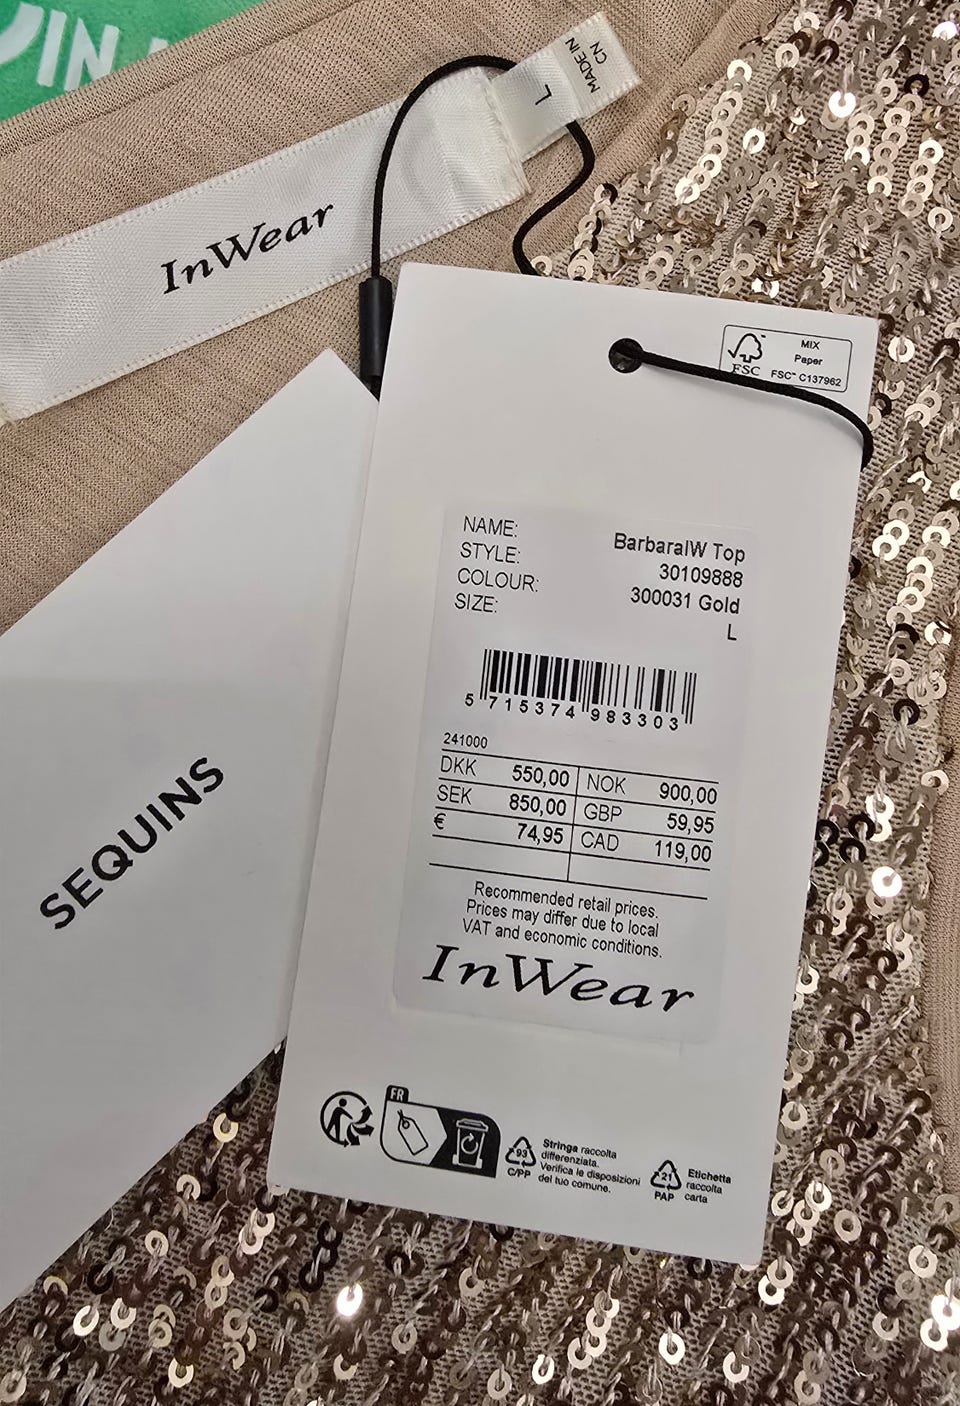 IN
MADE IN
CN
L
InWear
MIX
Paper
FSC™ C137962
FSC
NAME: BarbaraIW Top
STYLE: 30109888
COLOUR: 300031 Gold
SIZE: L
5 715374 983303
241000
DKK 550,00 NOK 900,00
SEK 850,00 GBP 59,95
€ 74,95 CAD 119,00
Recommended retail prices.
Prices may differ due to local
VAT and economic conditions.
InWear
SEQUINS
FR
93
C/PP
Stringa raccolta
differenziata.
Verifica le disposizioni
del tuo comune.
21
PAP
Etichetta
raccolta
carta